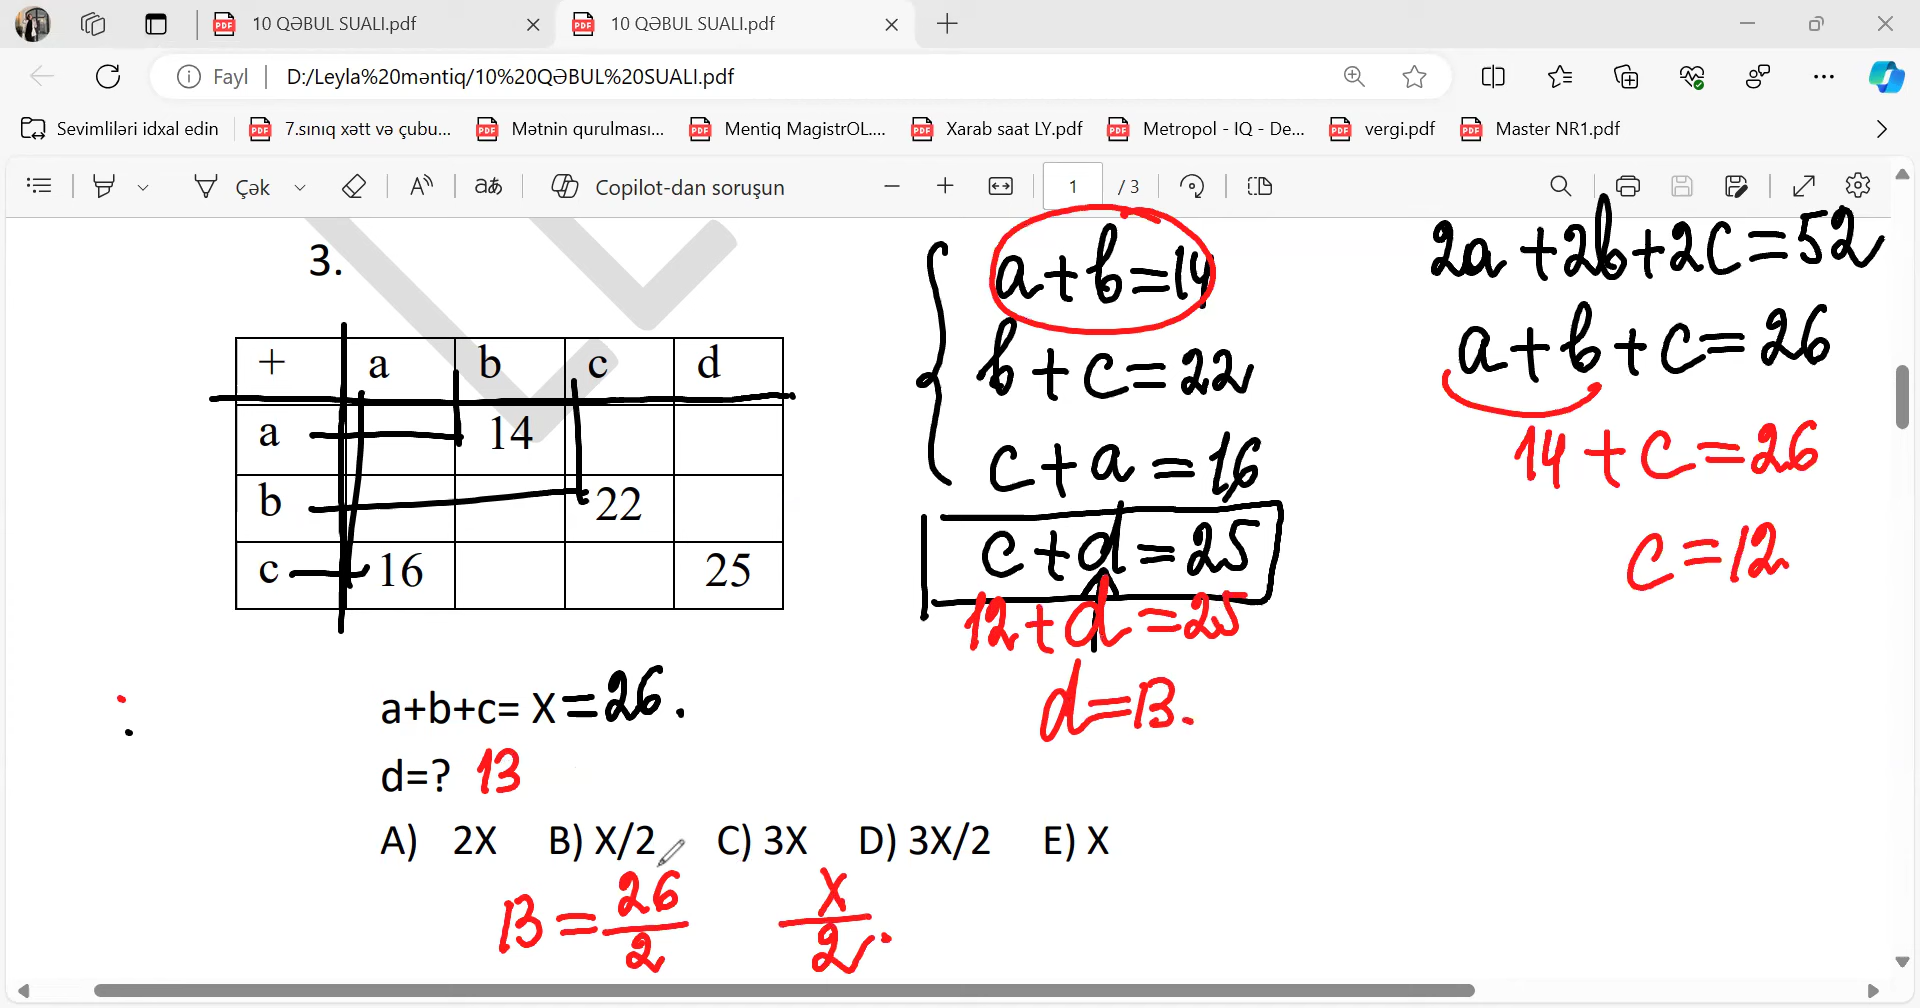 10 QƏBUL SUALI.pdf
10 QƏBUL SUALI.pdf
Fayl
D:/Leyla%20məntiq/10%20QƏBUL%20SUALI.pdf
Sevimliləri idxal edin
7.sınıq xətt və çubu...
Mətnin qurulması...
Mentiq MagistrOL....
Xarab saat LY.pdf
Metropol - IQ - De...
vergi.pdf
Master NR1.pdf
Çək
aあ
Copilot-dan soruşun
1 / 3
3.
+ a b c d
a 14
b 22
c 16 25
a+b=14
b+c=22
c+a=16
c+d=25
12+d=25
d=13.
2a+2b+2c=52
a+b+c=26
14+c=26
c=12
a+b+c= X=26.
d=? 13
A) 2X B) X/2 C) 3X D) 3X/2 E) X
13=26/2 X/2.